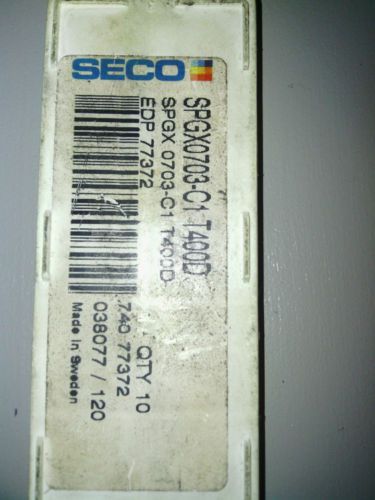 SECO
SPGX0703-C1 T400D
SPGX 0703-C1 T400D
EDP 77372
QTY 10
740 77372
038077 / 120
Made in Sweden